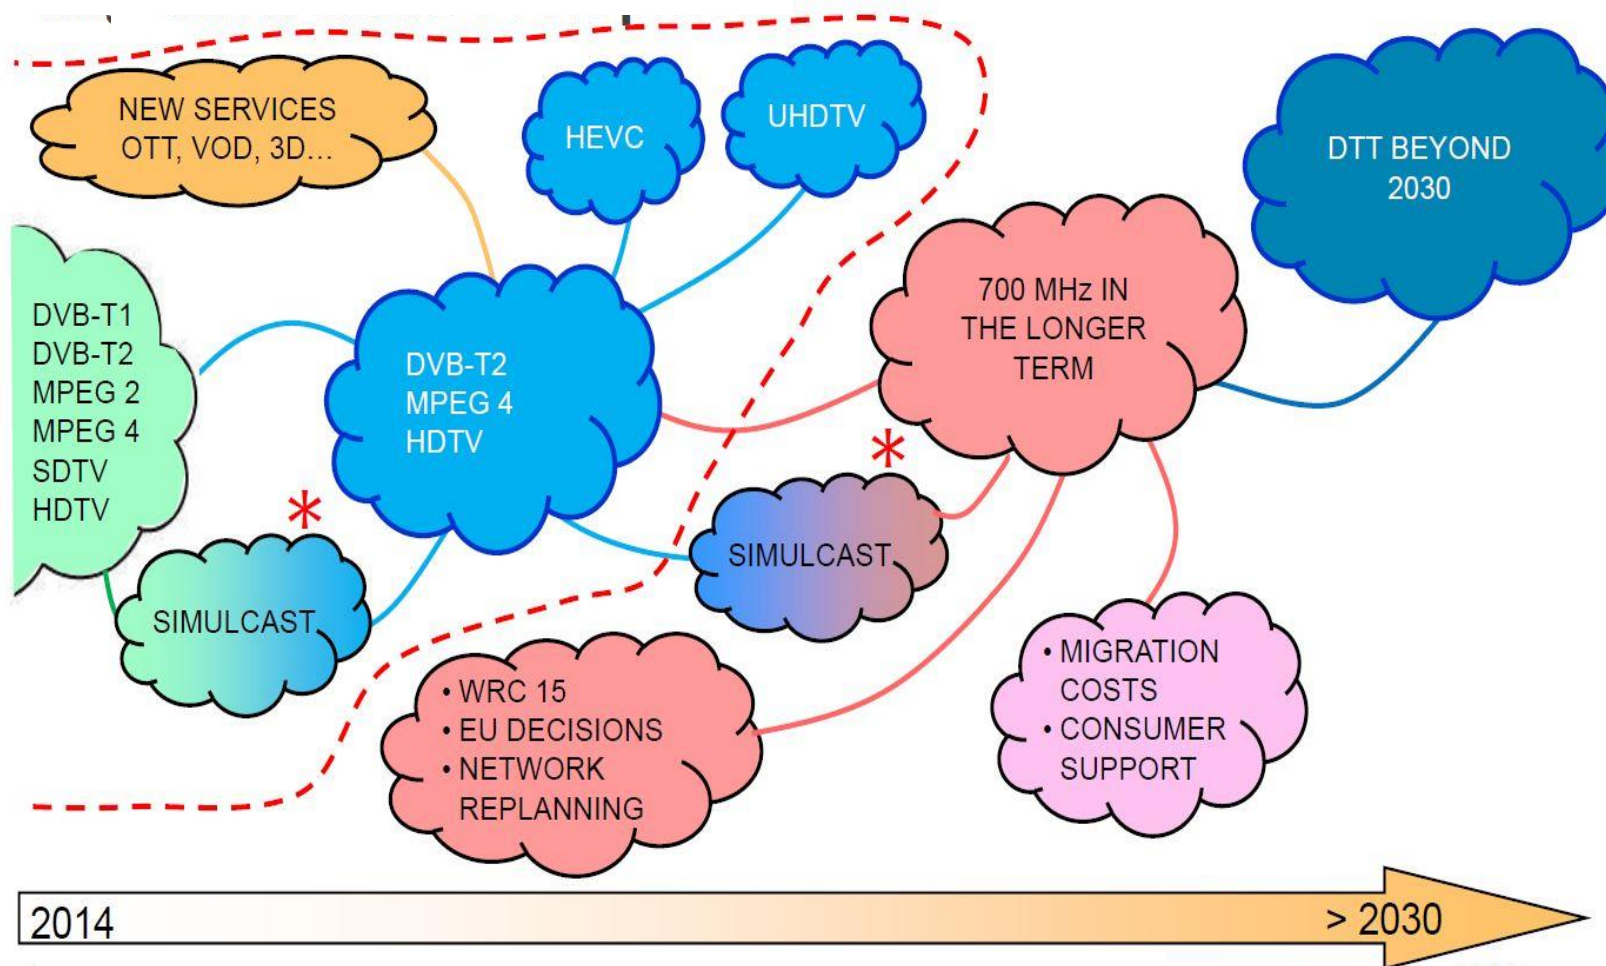 NEW SERVICES
OTT, VOD, 3D...
HEVC
UHDTV
DTT BEYOND
2030
DVB-T1
DVB-T2
MPEG 2
MPEG 4
SDTV
HDTV
DVB-T2
MPEG 4
HDTV
700 MHz IN
THE LONGER
TERM
*
SIMULCAST
*
SIMULCAST
• WRC 15
• EU DECISIONS
• NETWORK
REPLANNING
• MIGRATION
COSTS
• CONSUMER
SUPPORT
2014
> 2030